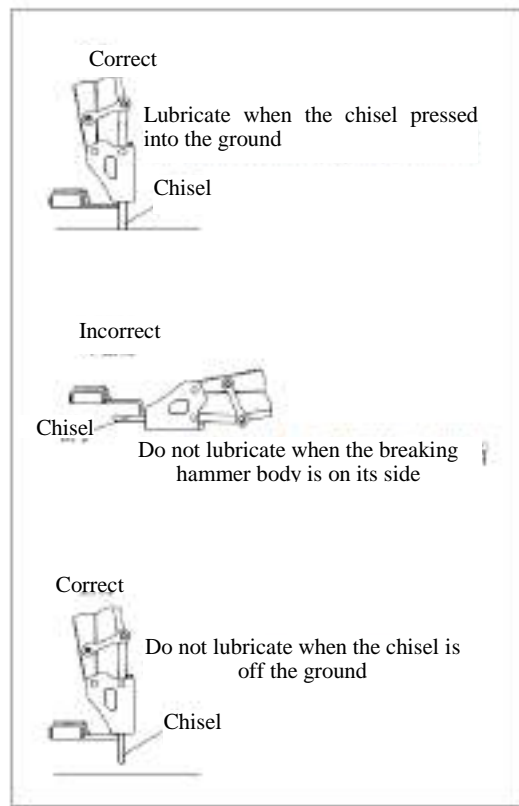 Correct
Lubricate when the chisel pressed
into the ground
Chisel
Incorrect
Chisel
Do not lubricate when the breaking
hammer body is on its side
Correct
Do not lubricate when the chisel is
off the ground
Chisel